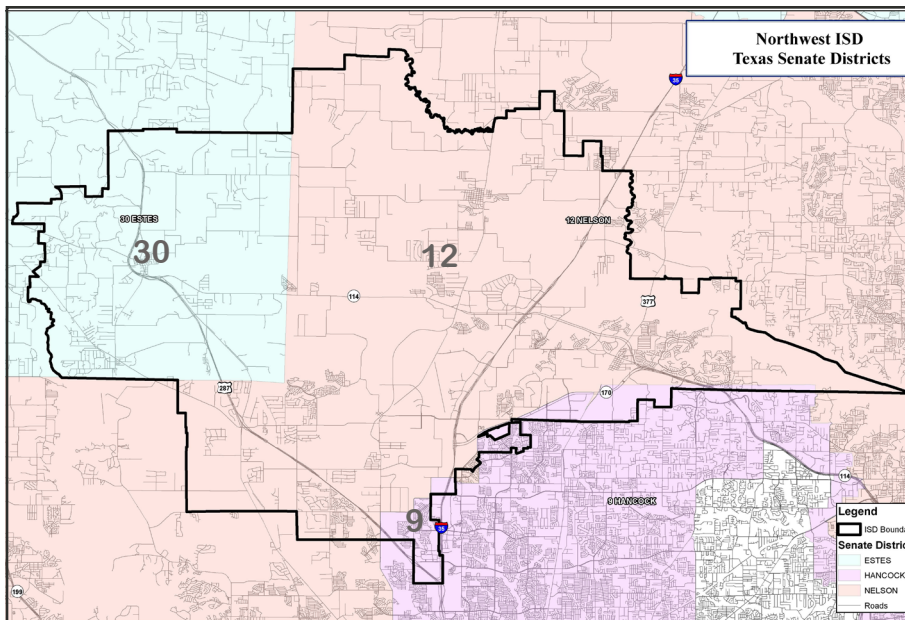 Northwest ISD
Texas Senate Districts
35
30 ESTES
12 NELSON
30
12
114
377
287
170
9 HANCOCK
114
9
35
199
Legend
ISD Bounda
Senate Distric
ESTES
HANCOCK
NELSON
Roads